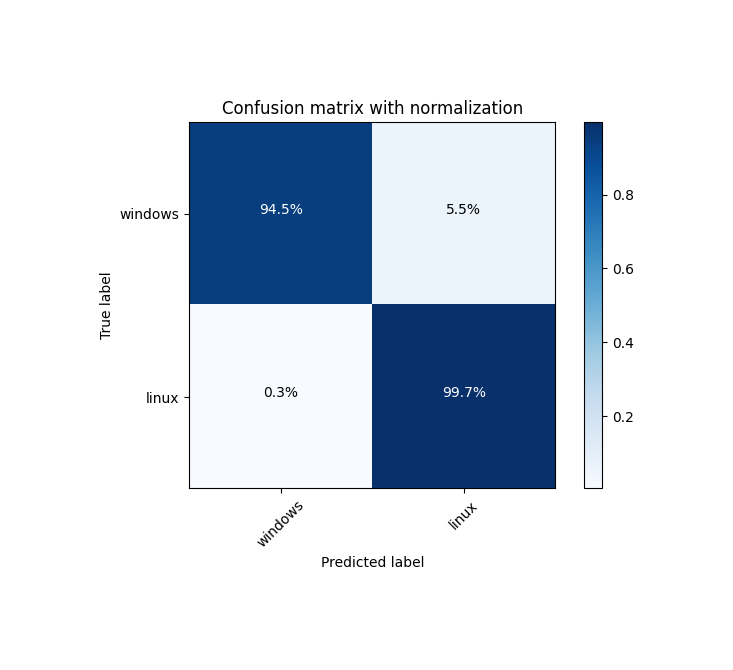 Confusion matrix with normalization
windows
94.5%
5.5%
0.8
0.6
True label
linux
0.3%
99.7%
0.4
0.2
windows
linux
Predicted label